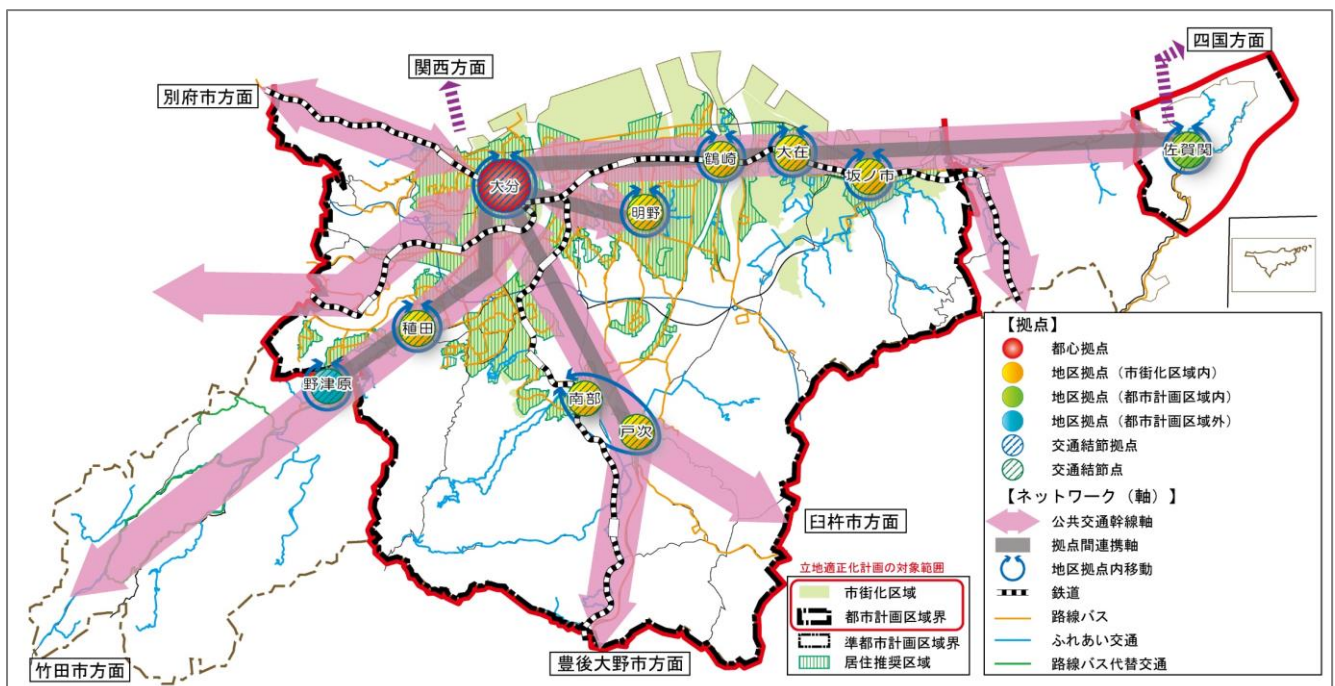 四国方面
関西方面
別府市方面
大分
鶴崎
大在
坂ノ市
佐賀関
明野
稙田
野津原
南部
戸次
臼杵市方面
豊後大野市方面
竹田市方面
立地適正化計画の対象範囲
市街化区域
都市計画区域界
準都市計画区域界
居住推奨区域
【拠点】
都心拠点
地区拠点（市街化区域内）
地区拠点（都市計画区域内）
地区拠点（都市計画区域外）
交通結節拠点
交通結節点
【ネットワーク（軸）】
公共交通幹線軸
拠点間連携軸
地区拠点内移動
鉄道
路線バス
ふれあい交通
路線バス代替交通